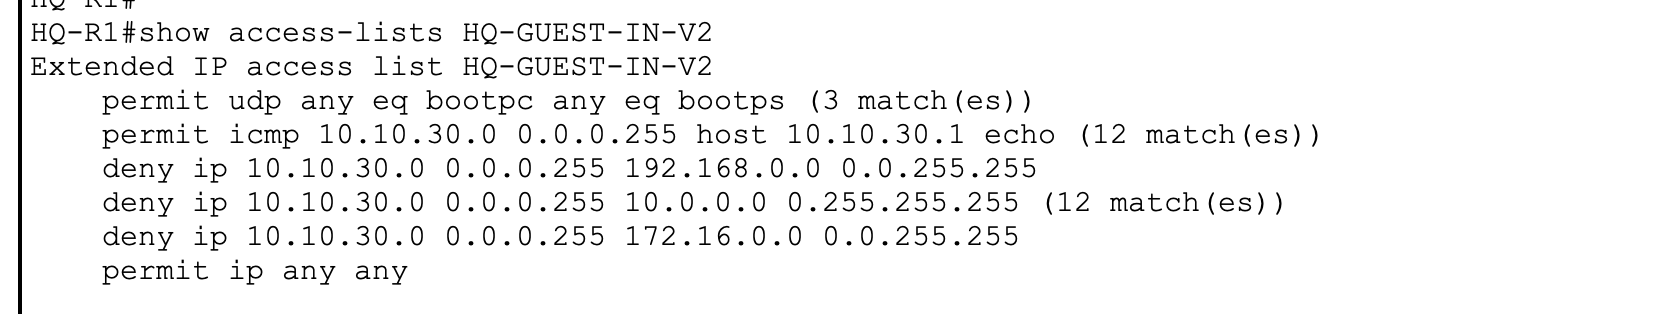 HQ-R1#
HQ-R1#show access-lists HQ-GUEST-IN-V2
Extended IP access list HQ-GUEST-IN-V2
    permit udp any eq bootpc any eq bootps (3 match(es))
    permit icmp 10.10.30.0 0.0.0.255 host 10.10.30.1 echo (12 match(es))
    deny ip 10.10.30.0 0.0.0.255 192.168.0.0 0.0.255.255
    deny ip 10.10.30.0 0.0.0.255 10.0.0.0 0.255.255.255 (12 match(es))
    deny ip 10.10.30.0 0.0.0.255 172.16.0.0 0.0.255.255
    permit ip any any